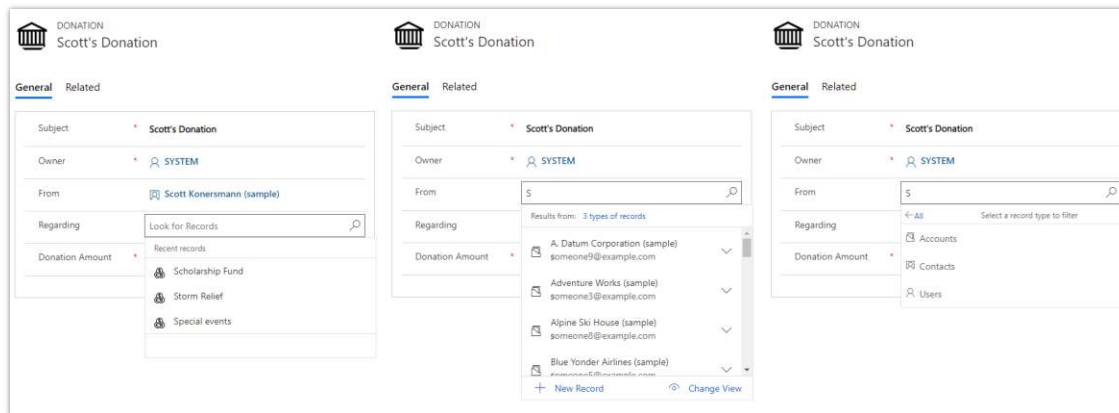 DONATION
Scott's Donation
General Related
Subject * Scott's Donation
Owner * SYSTEM
From Scott Konersmann (sample)
Regarding Look for Records
Recent records
Donation Amount *
Scholarship Fund
Storm Relief
Special events
DONATION
Scott's Donation
General Related
Subject * Scott's Donation
Owner * SYSTEM
From S
Regarding Results from: 3 types of records
Donation Amount *
A. Datum Corporation (sample)
someone9@example.com
Adventure Works (sample)
someone3@example.com
Alpine Ski House (sample)
someone8@example.com
Blue Yonder Airlines (sample)
someone5@example.com
+ New Record Change View
DONATION
Scott's Donation
General Related
Subject * Scott's Donation
Owner * SYSTEM
From S
Regarding
Donation Amount *
←All Select a record type to filter
Accounts
Contacts
Users